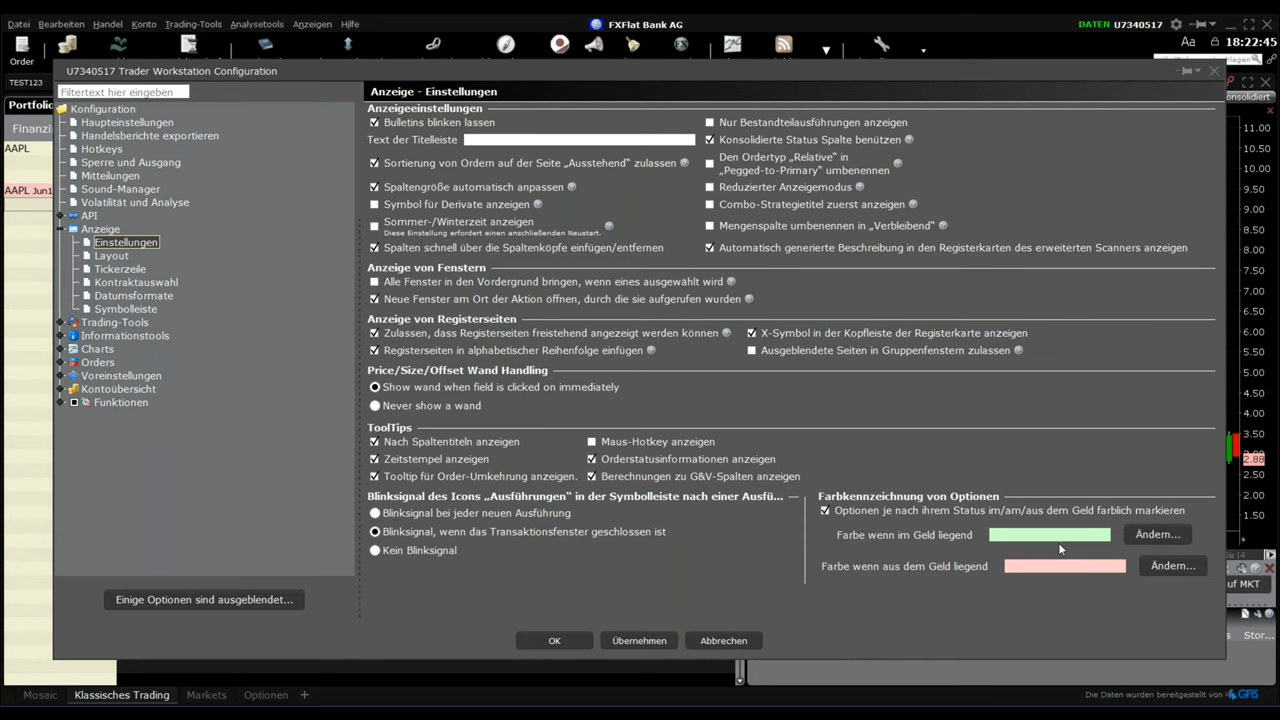 Datei Bearbeiten Handel Konto Trading-Tools Analysetools Anzeigen Hilfe
FXFlat Bank AG
DATEN U7340517
Order
FX
Aa
18:22:45
TEST123
U7340517 Trader Workstation Configuration
Portfolio
Finanzi
AAPL
AAPL Jun1
Filtertext hier eingeben
Konfiguration
Haupteinstellungen
Handelsberichte exportieren
Hotkeys
Sperre und Ausgang
Mitteilungen
Sound-Manager
Volatilität und Analyse
API
Anzeige
Einstellungen
Layout
Tickerzeile
Kontraktauswahl
Datumsformate
Symbolleiste
Trading-Tools
Informationstools
Charts
Orders
Voreinstellungen
Kontoübersicht
Funktionen
Einige Optionen sind ausgeblendet...
Anzeige - Einstellungen
Anzeigeeinstellungen
Bulletins blinken lassen
Nur Bestandteilausführungen anzeigen
Text der Titelleiste
Konsolidierte Status Spalte benützen
Sortierung von Ordern auf der Seite „Ausstehend“ zulassen
Den Ordertyp „Relative“ in
„Pegged-to-Primary“ umbenennen
Spaltengröße automatisch anpassen
Reduzierter Anzeigemodus
Symbol für Derivate anzeigen
Combo-Strategietitel zuerst anzeigen
Sommer-/Winterzeit anzeigen
Diese Einstellung erfordert einen anschließenden Neustart.
Mengenspalte umbenennen in „Verbleibend“
Spalten schnell über die Spaltenköpfe einfügen/entfernen
Automatisch generierte Beschreibung in den Registerkarten des erweiterten Scanners anzeigen
Anzeige von Fenstern
Alle Fenster in den Vordergrund bringen, wenn eines ausgewählt wird
Neue Fenster am Ort der Aktion öffnen, durch die sie aufgerufen wurden
Anzeige von Registerseiten
Zulassen, dass Registerseiten freistehend angezeigt werden können
X-Symbol in der Kopfleiste der Registerkarte anzeigen
Registerseiten in alphabetischer Reihenfolge einfügen
Ausgeblendete Seiten in Gruppenfenstern zulassen
Price/Size/Offset Wand Handling
Show wand when field is clicked on immediately
Never show a wand
ToolTips
Nach Spaltentiteln anzeigen
Maus-Hotkey anzeigen
Zeitstempel anzeigen
Orderstatusinformationen anzeigen
Tooltip für Order-Umkehrung anzeigen.
Berechnungen zu G&V-Spalten anzeigen
Blinksignal des Icons „Ausführungen“ in der Symbolleiste nach einer Ausfü...
Blinksignal bei jeder neuen Ausführung
Blinksignal, wenn das Transaktionsfenster geschlossen ist
Kein Blinksignal
Farbkennzeichnung von Optionen
Optionen je nach ihrem Status im/am/aus dem Geld farblich markieren
Farbe wenn im Geld liegend
Ändern...
Farbe wenn aus dem Geld liegend
Ändern...
OK Übernehmen Abbrechen
onsolidiert
11.00
10.50
10.00
9.50
9.00
8.50
8.00
7.50
7.00
6.50
6.00
5.50
5.00
4.50
4.00
3.50
2.88
2.50
2.00
1.50
uf MKT
Stor...
Mosaic Klassisches Trading Markets Optionen +
Die Daten wurden bereitgestellt von GFIS